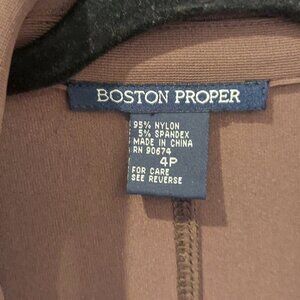 BOSTON PROPER
95% NYLON
5% SPANDEX
MADE IN CHINA
RN 90674
4P
FOR CARE
SEE REVERSE